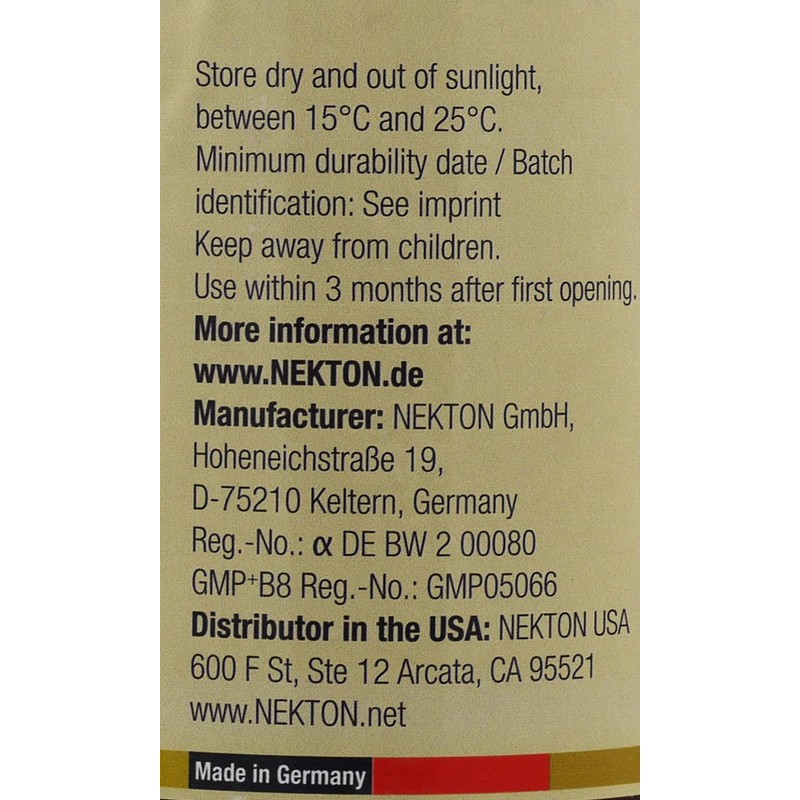 Store dry and out of sunlight,
between 15°C and 25°C.
Minimum durability date / Batch
identification: See imprint
Keep away from children.
Use within 3 months after first opening.
More information at:
www.NEKTON.de
Manufacturer: NEKTON GmbH,
Hoheneichstraße 19,
D-75210 Keltern, Germany
Reg.-No.: α DE BW 2 00080
GMP⁺B8 Reg.-No.: GMP05066
Distributor in the USA: NEKTON USA
600 F St, Ste 12 Arcata, CA 95521
www.NEKTON.net
Made in Germany